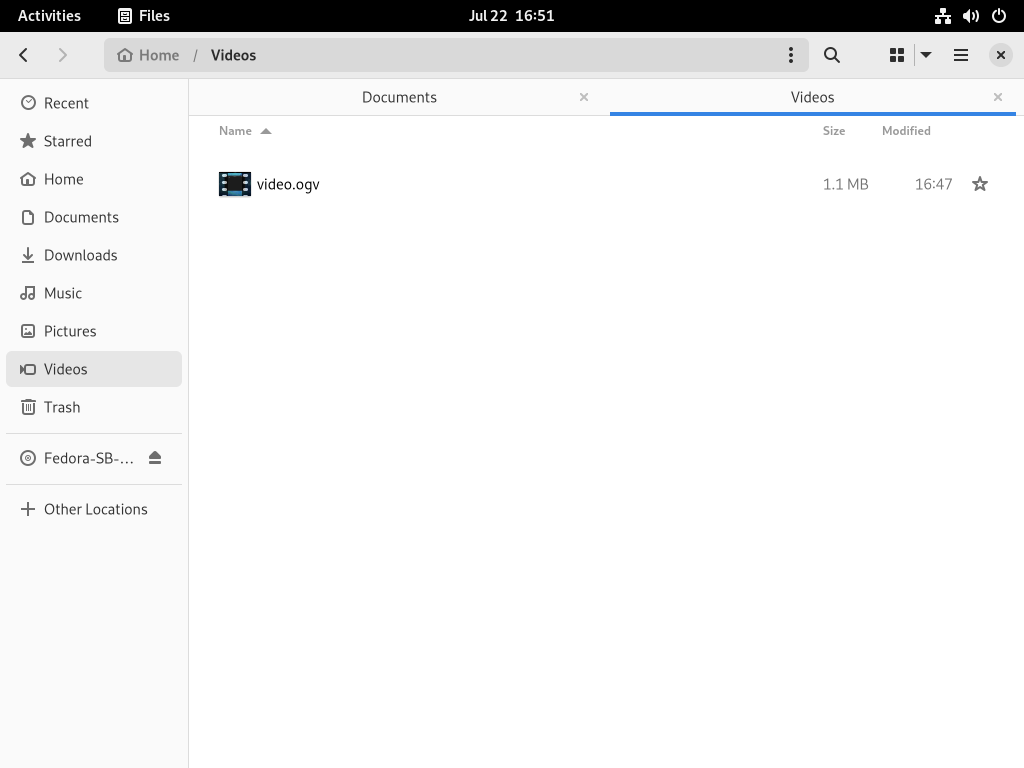 Activities Files Jul 22 16:51
Home / Videos
Documents Videos
Name Size Modified
video.ogv 1.1 MB 16:47
Recent
Starred
Home
Documents
Downloads
Music
Pictures
Videos
Trash
Fedora-SB-…
Other Locations